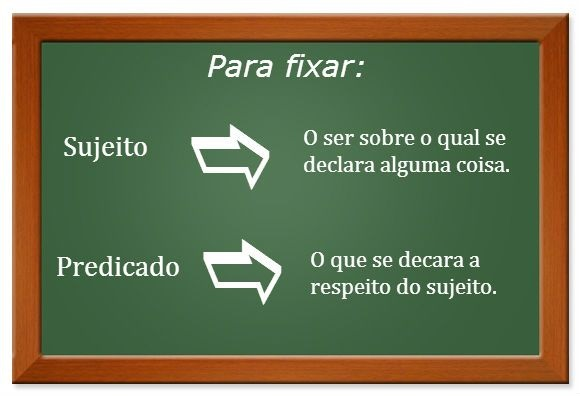 Para fixar:
Sujeito
O ser sobre o qual se
declara alguma coisa.
Predicado
O que se decara a
respeito do sujeito.